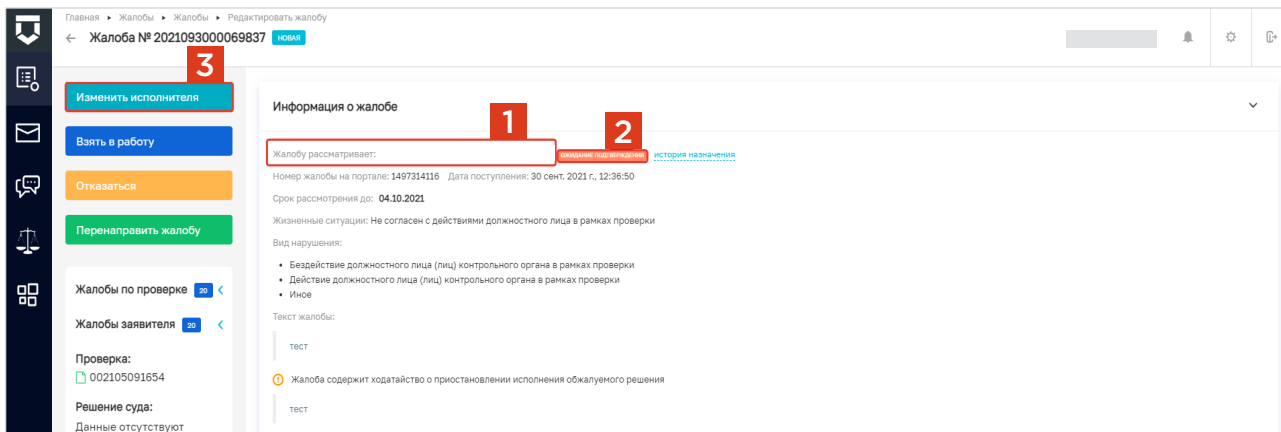 Главная ▸ Жалобы ▸ Жалобы ▸ Редактировать жалобу
← Жалоба № 2021093000069837 НОВАЯ
3
Изменить исполнителя
Взять в работу
Отказаться
Перенаправить жалобу
Жалобы по проверке 20
Жалобы заявителя 20
Проверка:
002105091654
Решение суда:
Данные отсутствуют
Информация о жалобе
1
2
Жалобу рассматривает: ОЖИДАНИЕ ПОДТВЕРЖДЕНИЯ история назначения
Номер жалобы на портале: 1497314116 Дата поступления: 30 сент. 2021 г., 12:36:50
Срок рассмотрения до: 04.10.2021
Жизненные ситуации: Не согласен с действиями должностного лица в рамках проверки
Вид нарушения:
• Бездействие должностного лица (лиц) контрольного органа в рамках проверки
• Действие должностного лица (лиц) контрольного органа в рамках проверки
• Иное
Текст жалобы:
тест
Жалоба содержит ходатайство о приостановлении исполнения обжалуемого решения
тест